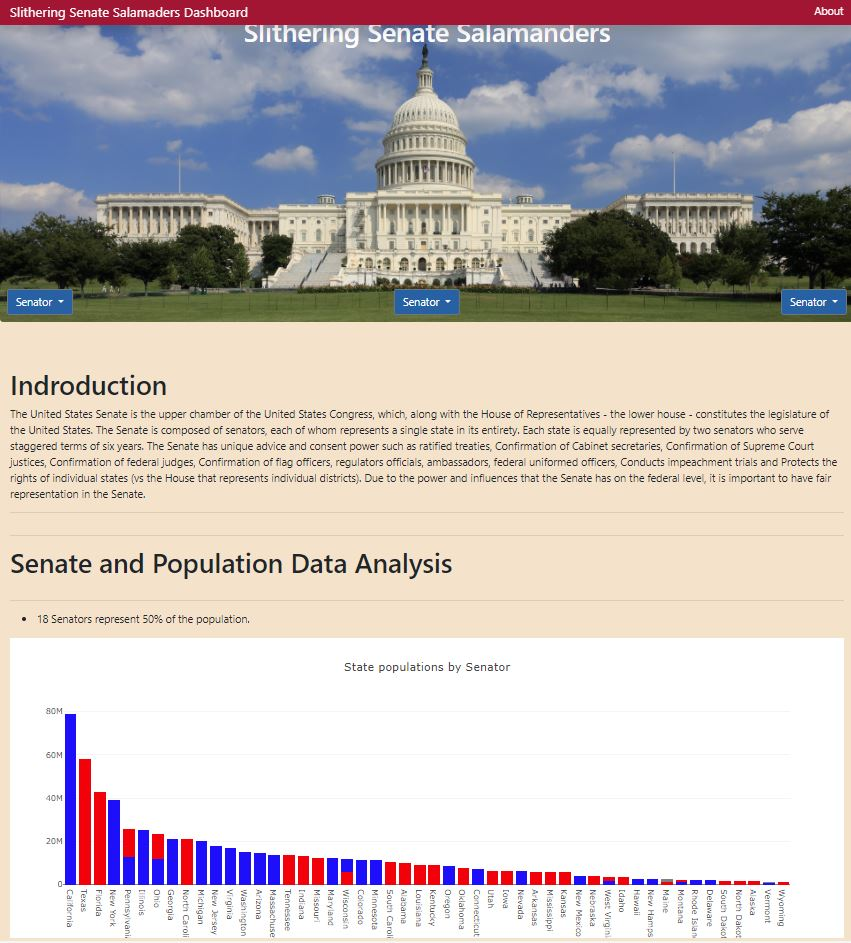 Slithering Senate Salamaders Dashboard
About
Slithering Senate Salamanders
Senator
Senator
Senator
Indroduction
The United States Senate is the upper chamber of the United States Congress, which, along with the House of Representatives - the lower house - constitutes the legislature of
the United States. The Senate is composed of senators, each of whom represents a single state in its entirety. Each state is equally represented by two senators who serve
staggered terms of six years. The Senate has unique advice and consent power such as ratified treaties, Confirmation of Cabinet secretaries, Confirmation of Supreme Court
justices, Confirmation of federal judges, Confirmation of flag officers, regulators officials, ambassadors, federal uniformed officers, Conducts impeachment trials and Protects the
rights of individual states (vs the House that represents individual districts). Due to the power and influences that the Senate has on the federal level, it is important to have fair
representation in the Senate.
Senate and Population Data Analysis
18 Senators represent 50% of the population.
State populations by Senator
80M
60M
40M
20M
0
California
Texas
Florida
New York
Pennsylvani
Illinois
Ohio
Georgia
North Caroli
Michigan
New Jersey
Virginia
Washington
Arizona
Massachuse
Tennessee
Indiana
Missouri
Maryland
Wisconsin
Colorado
Minnesota
South Caroli
Alabama
Louisiana
Kentucky
Oregon
Oklahoma
Connecticut
Utah
Iowa
Nevada
Arkansas
Mississippi
Kansas
New Mexico
Nebraska
West Virgini
Idaho
Hawaii
New Hamps
Maine
Montana
Rhode Islan
Delaware
South Dakot
North Dakot
Alaska
Vermont
Wyoming